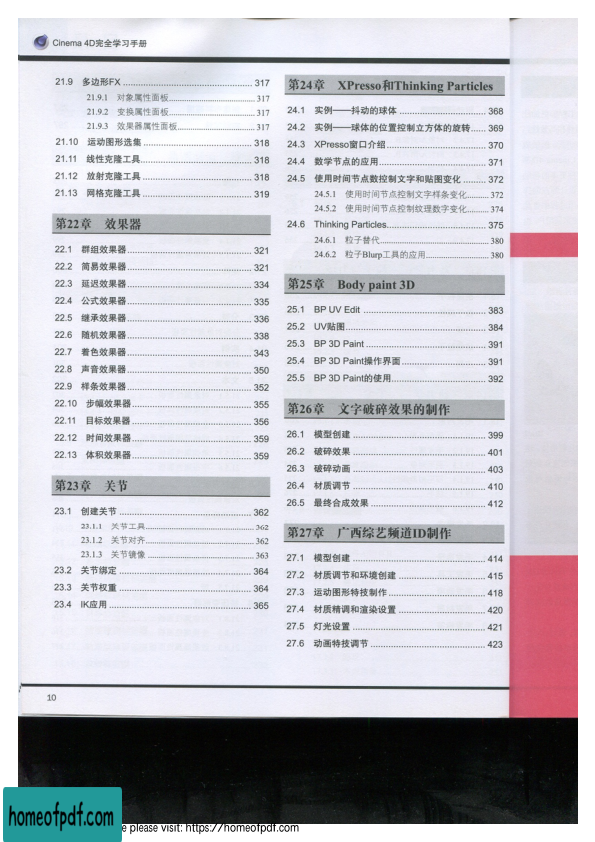 Cinema 4D完全学习手册
21.9 多边形FX ........ 317
21.9.1 对象属性面板........ 317
21.9.2 变换属性面板........ 317
21.9.3 效果器属性面板........ 317
21.10 运动图形选集 ........ 318
21.11 线性克隆工具........ 318
21.12 放射克隆工具........ 318
21.13 网格克隆工具........ 319
第22章 效果器
22.1 群组效果器........ 321
22.2 简易效果器........ 321
22.3 延迟效果器........ 334
22.4 公式效果器........ 335
22.5 继承效果器........ 336
22.6 随机效果器........ 338
22.7 着色效果器........ 343
22.8 声音效果器........ 350
22.9 样条效果器........ 352
22.10 步幅效果器........ 355
22.11 目标效果器........ 356
22.12 时间效果器........ 359
22.13 体积效果器........ 359
第23章 关节
23.1 创建关节 ........ 362
23.1.1 关节工具........ 362
23.1.2 关节对齐........ 362
23.1.3 关节镜像 ........ 363
23.2 关节绑定 ........ 364
23.3 关节权重 ........ 364
23.4 IK应用 ........ 365
第24章 XPresso和Thinking Particles
24.1 实例——抖动的球体 ........ 368
24.2 实例——球体的位置控制立方体的旋转...... 369
24.3 XPresso窗口介绍........ 370
24.4 数学节点的应用........ 371
24.5 使用时间节点数控制文字和贴图变化 ........ 372
24.5.1 使用时间节点控制文字样条变化........ 372
24.5.2 使用时间节点控制纹理数字变化........ 374
24.6 Thinking Particles........ 375
24.6.1 粒子替代........ 380
24.6.2 粒子Blurp工具的应用........ 380
第25章 Body paint 3D
25.1 BP UV Edit ........ 383
25.2 UV贴图........ 384
25.3 BP 3D Paint ........ 391
25.4 BP 3D Paint操作界面........ 391
25.5 BP 3D Paint的使用........ 392
第26章 文字破碎效果的制作
26.1 模型创建 ........ 399
26.2 破碎效果 ........ 401
26.3 破碎动画 ........ 403
26.4 材质调节 ........ 410
26.5 最终合成效果 ........ 412
第27章 广西综艺频道ID制作
27.1 模型创建 ........ 414
27.2 材质调节和环境创建 ........ 415
27.3 运动图形特技制作........ 418
27.4 材质精调和渲染设置 ........ 420
27.5 灯光设置 ........ 421
27.6 动画特技调节 ........ 423
10
homeofpdf.com
e please visit: https://homeofpdf.com